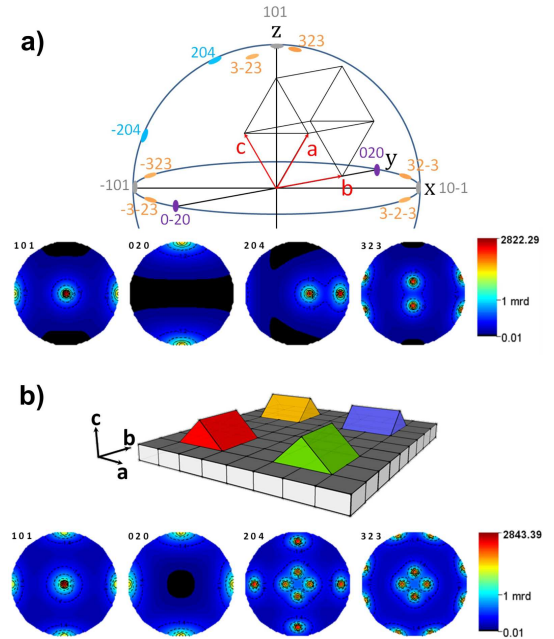 a)
101
z
204
323
3-23
-204
c
a
020
y
-323
32-3
b
-101
x
10-1
-3-23
0-20
3-2-3
1 0 1
0 2 0
2 0 4
3 2 3
2822.29
1 mrd
0.01
b)
c
b
a
1 0 1
0 2 0
2 0 4
3 2 3
2843.39
1 mrd
0.01